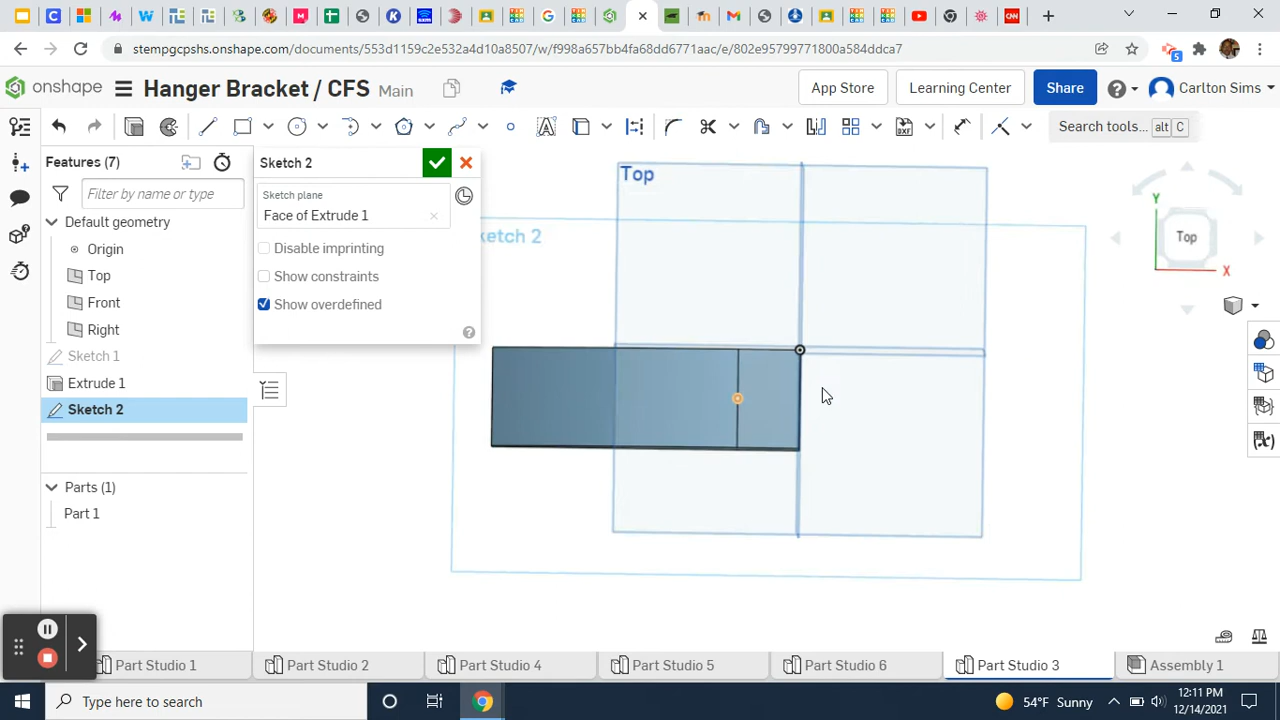 M
W
K
M
CNN
stempgcpshs.onshape.com/documents/553d1159c2e532a4d10a8507/w/f998a657bb4fa68dd6771aac/e/802e95799771800a584ddca7
5
onshape
Hanger Bracket / CFS Main
App Store
Learning Center
Share
Carlton Sims
Search tools...
alt
C
Features (7)
Filter by name or type
Default geometry
Origin
Top
Front
Right
Sketch 1
Extrude 1
Sketch 2
Parts (1)
Part 1
Sketch 2
Sketch plane
Face of Extrude 1
Disable imprinting
Show constraints
Show overdefined
Top
ketch 2
Y
Top
X
Part Studio 1
Part Studio 2
Part Studio 4
Part Studio 5
Part Studio 6
Part Studio 3
Assembly 1
Type here to search
54°F Sunny
12:11 PM
12/14/2021